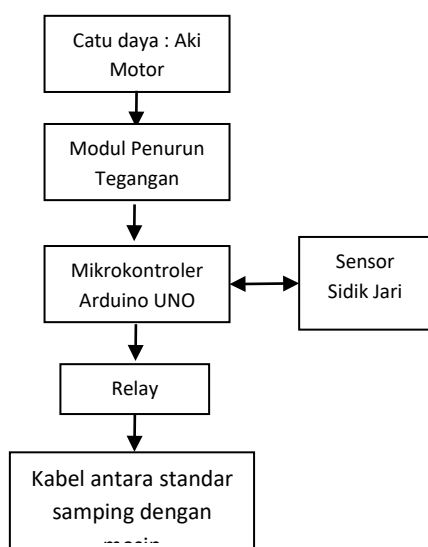 Catu daya : Aki
Motor
Modul Penurun
Tegangan
Mikrokontroler
Arduino UNO
Sensor
Sidik Jari
Relay
Kabel antara standar
samping dengan